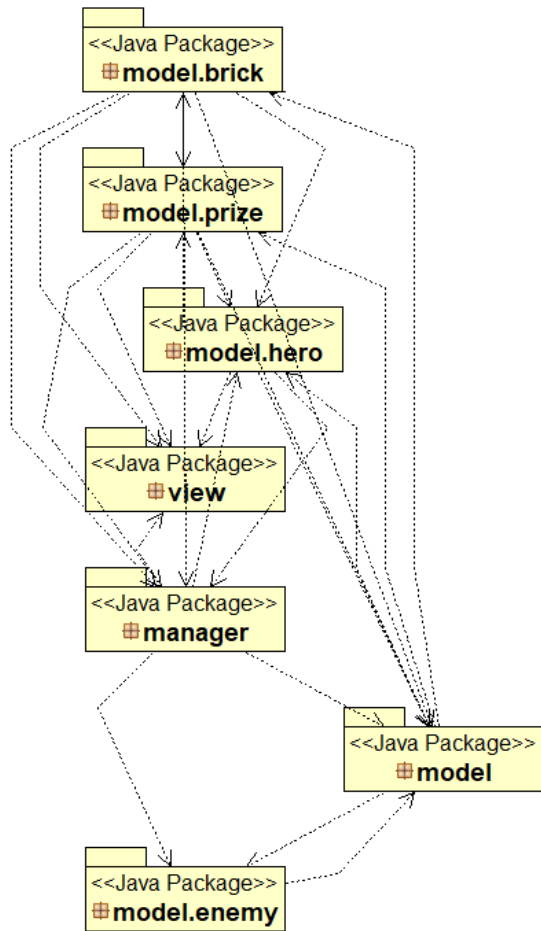 <<Java Package>>
model.brick
<<Java Package>>
model.prize
<<Java Package>>
model.hero
<<Java Package>>
view
<<Java Package>>
manager
<<Java Package>>
model
<<Java Package>>
model.enemy